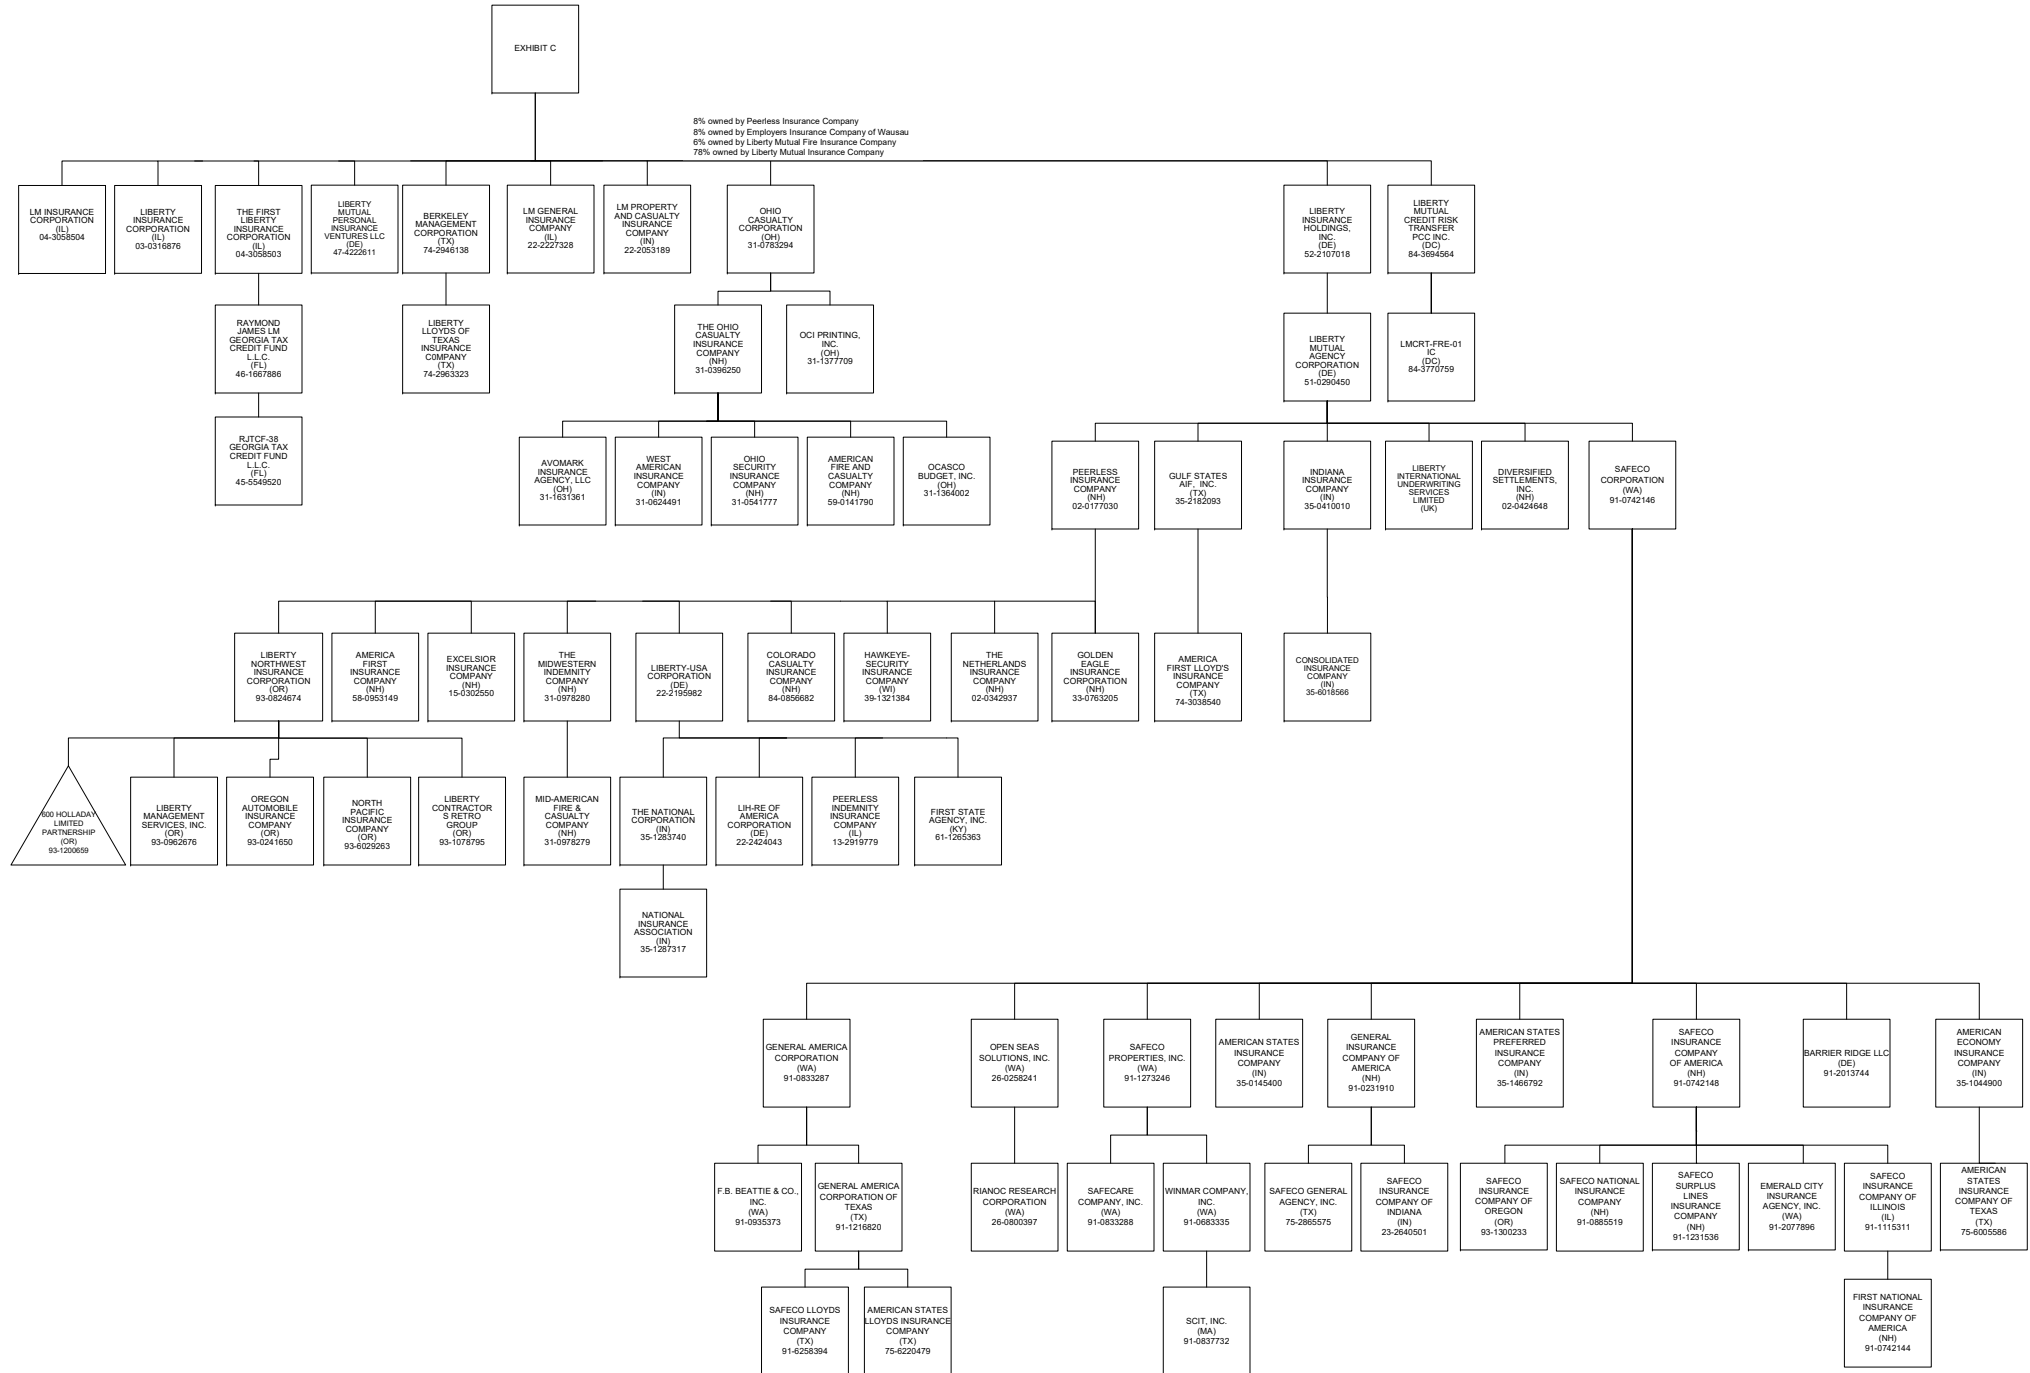 EXHIBIT C
8% owned by Peerless Insurance Company
8% owned by Employers Insurance Company of Wausau
6% owned by Liberty Mutual Fire Insurance Company
78% owned by Liberty Mutual Insurance Company
LM INSURANCE
CORPORATION
(IL)
04-3058504
LIBERTY
INSURANCE
CORPORATION
(IL)
03-0316876
THE FIRST
LIBERTY
INSURANCE
CORPORATION
(IL)
04-3058503
LIBERTY
MUTUAL
PERSONAL
INSURANCE
VENTURES LLC
(DE)
47-4222611
BERKELEY
MANAGEMENT
CORPORATION
(TX)
74-2946138
LM GENERAL
INSURANCE
COMPANY
(IL)
22-2227328
LM PROPERTY
AND CASUALTY
INSURANCE
COMPANY
(IN)
22-2053189
OHIO
CASUALTY
CORPORATION
(OH)
31-0783294
LIBERTY
INSURANCE
HOLDINGS,
INC.
(DE)
52-2107018
LIBERTY
MUTUAL
CREDIT RISK
TRANSFER
PCC INC.
(DC)
84-3694564
RAYMOND
JAMES LM
GEORGIA TAX
CREDIT FUND
L.L.C.
(FL)
46-1667886
LIBERTY
LLOYDS OF
TEXAS
INSURANCE
C0MPANY
(TX)
74-2963323
THE OHIO
CASUALTY
INSURANCE
COMPANY
(NH)
31-0396250
OCI PRINTING,
INC.
(OH)
31-1377709
LIBERTY
MUTUAL
AGENCY
CORPORATION
(DE)
51-0290450
LMCRT-FRE-01
IC
(DC)
84-3770759
RJTCF-38
GEORGIA TAX
CREDIT FUND
L.L.C.
(FL)
45-5549520
AVOMARK
INSURANCE
AGENCY, LLC
(OH)
31-1631361
WEST
AMERICAN
INSURANCE
COMPANY
(IN)
31-0624491
OHIO
SECURITY
INSURANCE
COMPANY
(NH)
31-0541777
AMERICAN
FIRE AND
CASUALTY
COMPANY
(NH)
59-0141790
OCASCO
BUDGET, INC.
(OH)
31-1364002
PEERLESS
INSURANCE
COMPANY
(NH)
02-0177030
GULF STATES
AIF, INC.
(TX)
35-2182093
INDIANA
INSURANCE
COMPANY
(IN)
35-0410010
LIBERTY
INTERNATIONAL
UNDERWRITING
SERVICES
LIMITED
(UK)
DIVERSIFIED
SETTLEMENTS,
INC.
(NH)
02-0424648
SAFECO
CORPORATION
(WA)
91-0742146
LIBERTY
NORTHWEST
INSURANCE
CORPORATION
(OR)
93-0824674
AMERICA
FIRST
INSURANCE
COMPANY
(NH)
58-0953149
EXCELSIOR
INSURANCE
COMPANY
(NH)
15-0302550
THE
MIDWESTERN
INDEMNITY
COMPANY
(NH)
31-0978280
LIBERTY-USA
CORPORATION
(DE)
22-2195982
COLORADO
CASUALTY
INSURANCE
COMPANY
(NH)
84-0856682
HAWKEYE-
SECURITY
INSURANCE
COMPANY
(WI)
39-1321384
THE
NETHERLANDS
INSURANCE
COMPANY
(NH)
02-0342937
GOLDEN
EAGLE
INSURANCE
CORPORATION
(NH)
33-0763205
AMERICA
FIRST LLOYD'S
INSURANCE
COMPANY
(TX)
74-3038540
CONSOLIDATED
INSURANCE
COMPANY
(IN)
35-6018566
600 HOLLADAY
LIMITED
PARTNERSHIP
(OR)
93-1200659
LIBERTY
MANAGEMENT
SERVICES, INC.
(OR)
93-0962676
OREGON
AUTOMOBILE
INSURANCE
COMPANY
(OR)
93-0241650
NORTH
PACIFIC
INSURANCE
COMPANY
(OR)
93-6029263
LIBERTY
CONTRACTOR
S RETRO
GROUP
(OR)
93-1078795
MID-AMERICAN
FIRE &
CASUALTY
COMPANY
(NH)
31-0978279
THE NATIONAL
CORPORATION
(IN)
35-1283740
LIH-RE OF
AMERICA
CORPORATION
(DE)
22-2424043
PEERLESS
INDEMNITY
INSURANCE
COMPANY
(IL)
13-2919779
FIRST STATE
AGENCY, INC.
(KY)
61-1265363
NATIONAL
INSURANCE
ASSOCIATION
(IN)
35-1287317
GENERAL AMERICA
CORPORATION
(WA)
91-0833287
OPEN SEAS
SOLUTIONS, INC.
(WA)
26-0258241
SAFECO
PROPERTIES, INC.
(WA)
91-1273246
AMERICAN STATES
INSURANCE
COMPANY
(IN)
35-0145400
GENERAL
INSURANCE
COMPANY OF
AMERICA
(NH)
91-0231910
AMERICAN STATES
PREFERRED
INSURANCE
COMPANY
(IN)
35-1466792
SAFECO
INSURANCE
COMPANY
OF AMERICA
(NH)
91-0742148
BARRIER RIDGE LLC
(DE)
91-2013744
AMERICAN
ECONOMY
INSURANCE
COMPANY
(IN)
35-1044900
F.B. BEATTIE & CO.,
INC.
(WA)
91-0935373
GENERAL AMERICA
CORPORATION OF
TEXAS
(TX)
91-1216820
RIANOC RESEARCH
CORPORATION
(WA)
26-0800397
SAFECARE
COMPANY, INC.
(WA)
91-0833288
WINMAR COMPANY,
INC.
(WA)
91-0683335
SAFECO GENERAL
AGENCY, INC.
(TX)
75-2865575
SAFECO
INSURANCE
COMPANY OF
INDIANA
(IN)
23-2640501
SAFECO
INSURANCE
COMPANY OF
OREGON
(OR)
93-1300233
SAFECO NATIONAL
INSURANCE
COMPANY
(NH)
91-0885519
SAFECO
SURPLUS
LINES
INSURANCE
COMPANY
(NH)
91-1231536
EMERALD CITY
INSURANCE
AGENCY, INC.
(WA)
91-2077896
SAFECO
INSURANCE
COMPANY OF
ILLINOIS
(IL)
91-1115311
AMERICAN
STATES
INSURANCE
COMPANY OF
TEXAS
(TX)
75-6005586
SAFECO LLOYDS
INSURANCE
COMPANY
(TX)
91-6258394
AMERICAN STATES
LLOYDS INSURANCE
COMPANY
(TX)
75-6220479
SCIT, INC.
(MA)
91-0837732
FIRST NATIONAL
INSURANCE
COMPANY OF
AMERICA
(NH)
91-0742144